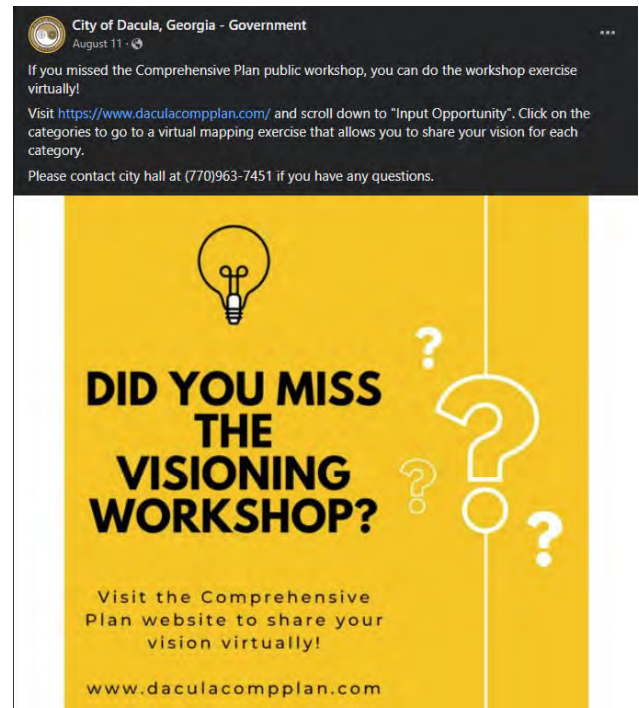 City of Dacula, Georgia - Government
August 11 ·
If you missed the Comprehensive Plan public workshop, you can do the workshop exercise
virtually!
Visit https://www.daculacompplan.com/ and scroll down to "Input Opportunity". Click on the
categories to go to a virtual mapping exercise that allows you to share your vision for each
category.
Please contact city hall at (770)963-7451 if you have any questions.
DID YOU MISS
THE
VISIONING
WORKSHOP?
?
?
?
?
Visit the Comprehensive
Plan website to share your
vision virtually!
www.daculacompplan.com